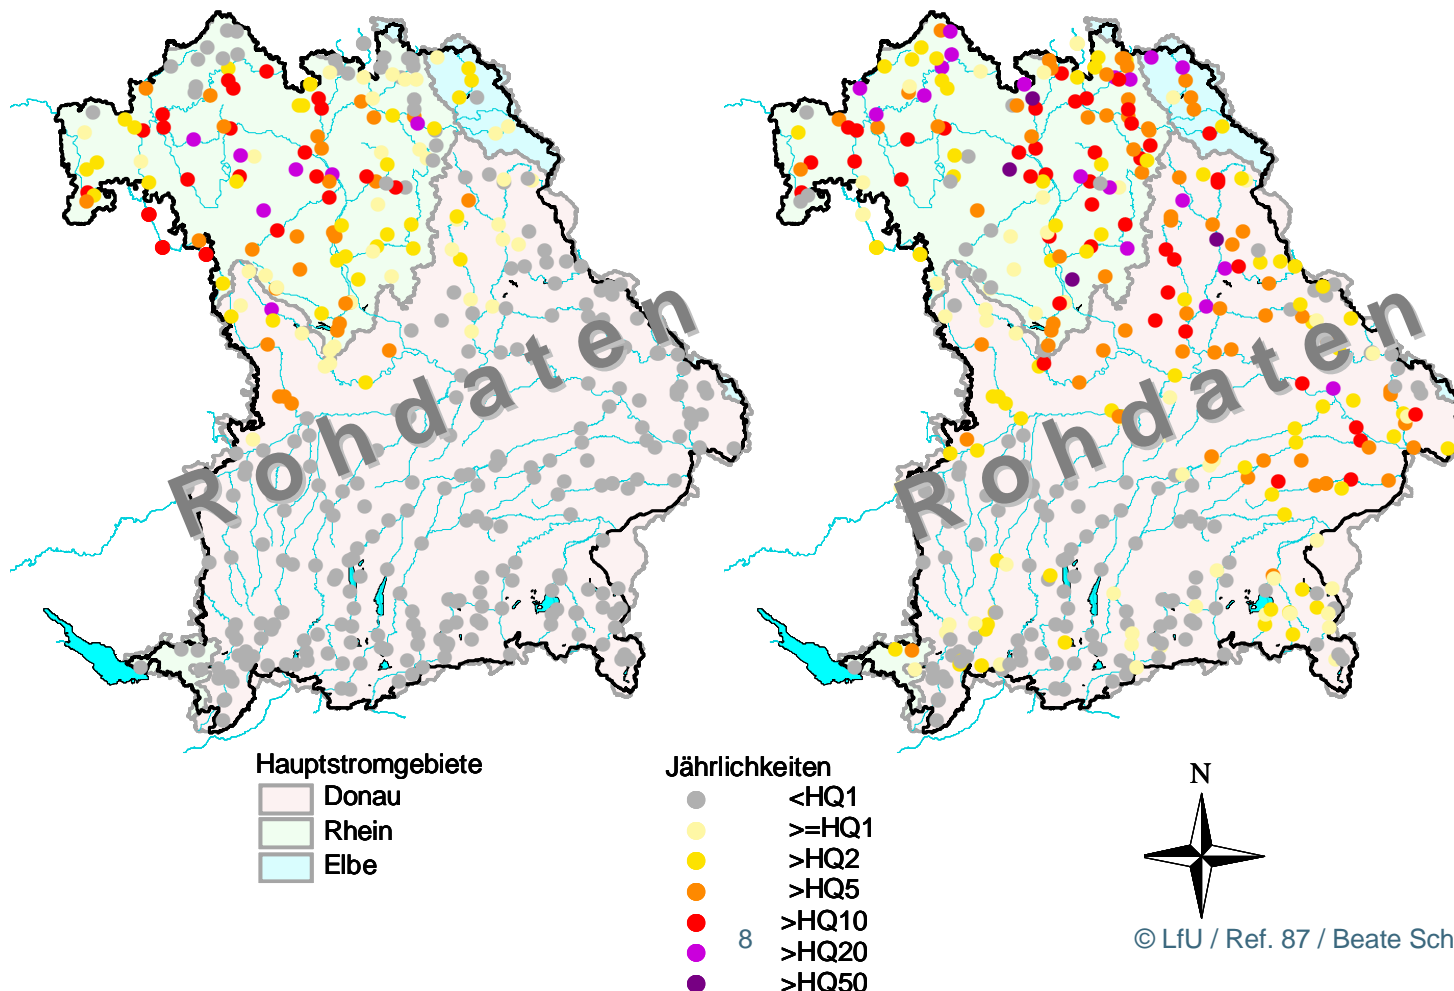 Rohdaten
Rohdaten
Hauptstromgebiete
Donau
Rhein
Elbe
Jährlichkeiten
<HQ1
>=HQ1
>HQ2
>HQ5
>HQ10
>HQ20
>HQ50
N
8
© LfU / Ref. 87 / Beate Sch